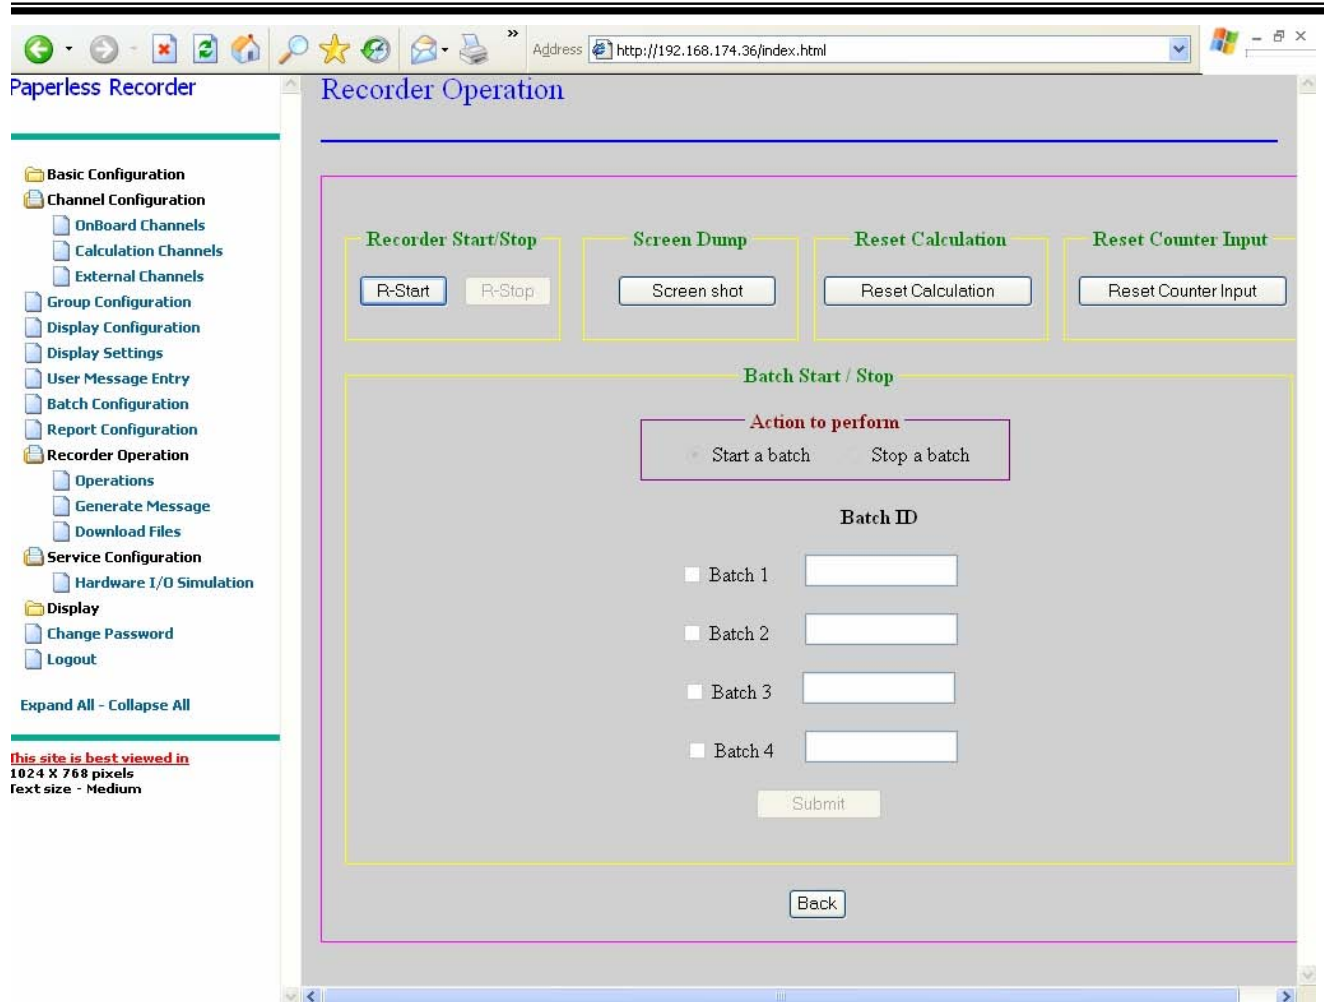 »
Address http://192.168.174.36/index.html
Paperless Recorder
Basic Configuration
Channel Configuration
OnBoard Channels
Calculation Channels
External Channels
Group Configuration
Display Configuration
Display Settings
User Message Entry
Batch Configuration
Report Configuration
Recorder Operation
Operations
Generate Message
Download Files
Service Configuration
Hardware I/O Simulation
Display
Change Password
Logout
Expand All - Collapse All
This site is best viewed in
1024 X 768 pixels
Text size - Medium
Recorder Operation
Recorder Start/Stop
R-Start R-Stop
Screen Dump
Screen shot
Reset Calculation
Reset Calculation
Reset Counter Input
Reset Counter Input
Batch Start / Stop
Action to perform
Start a batch Stop a batch
Batch ID
Batch 1
Batch 2
Batch 3
Batch 4
Submit
Back